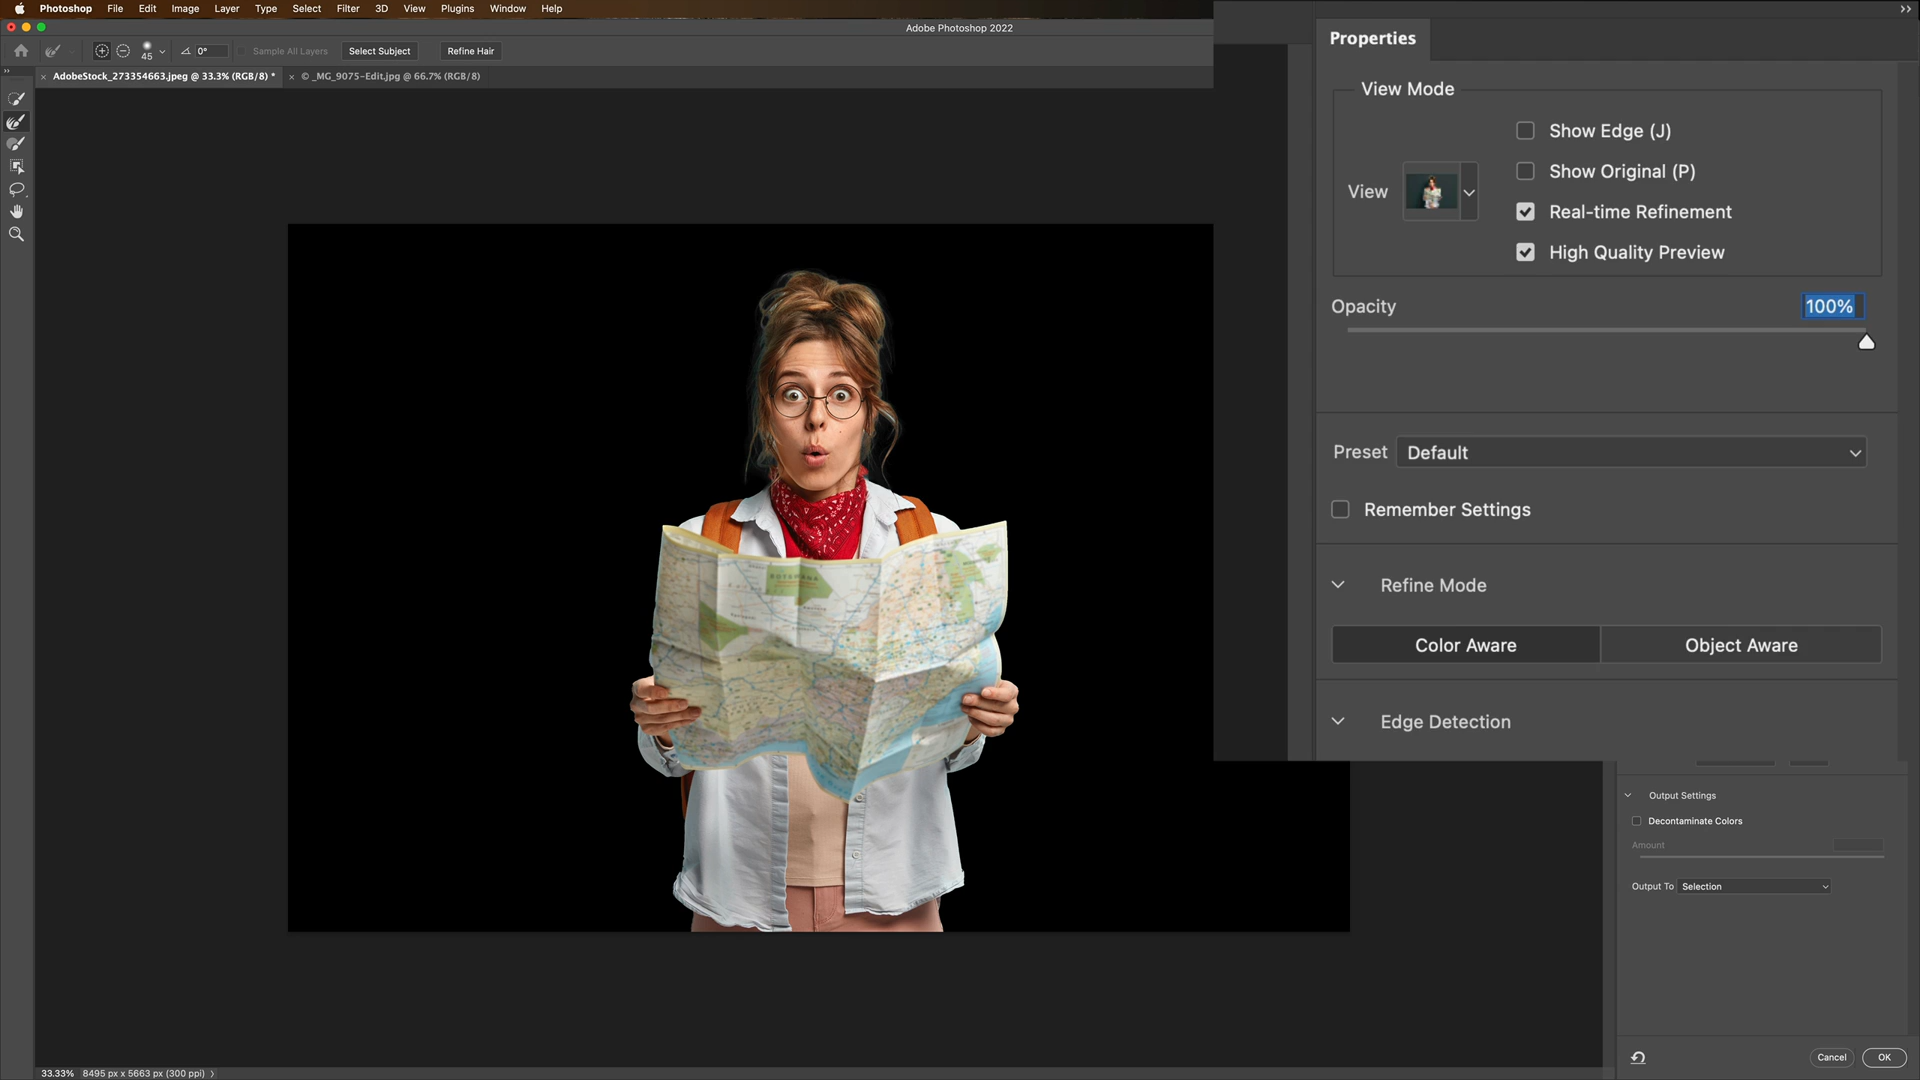 Photoshop File Edit Image Layer Type Select Filter 3D View Plugins Window Help
Adobe Photoshop 2022
45 0° Sample All Layers Select Subject Refine Hair
AdobeStock_273354663.jpeg @ 33.3% (RGB/8) * © _MG_9075-Edit.jpg @ 66.7% (RGB/8)
Properties
View Mode
Show Edge (J)
Show Original (P)
View
Real-time Refinement
High Quality Preview
Opacity 100%
Preset Default
Remember Settings
Refine Mode
Color Aware Object Aware
Edge Detection
BOTSWANA
Output Settings
Decontaminate Colors
Amount
Output To Selection
Cancel OK
33.33% 8495 px x 5663 px (300 ppi)